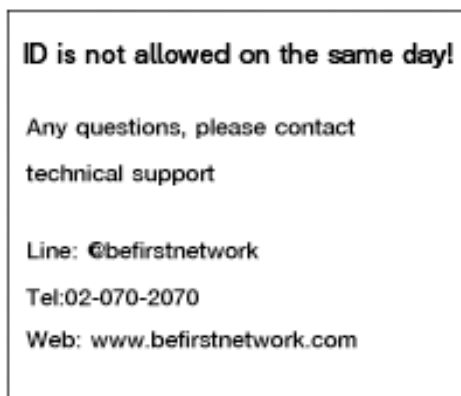 ID is not allowed on the same day!
Any questions, please contact
technical support
Line: @befirstnetwork
Tel:02-070-2070
Web: www.befirstnetwork.com